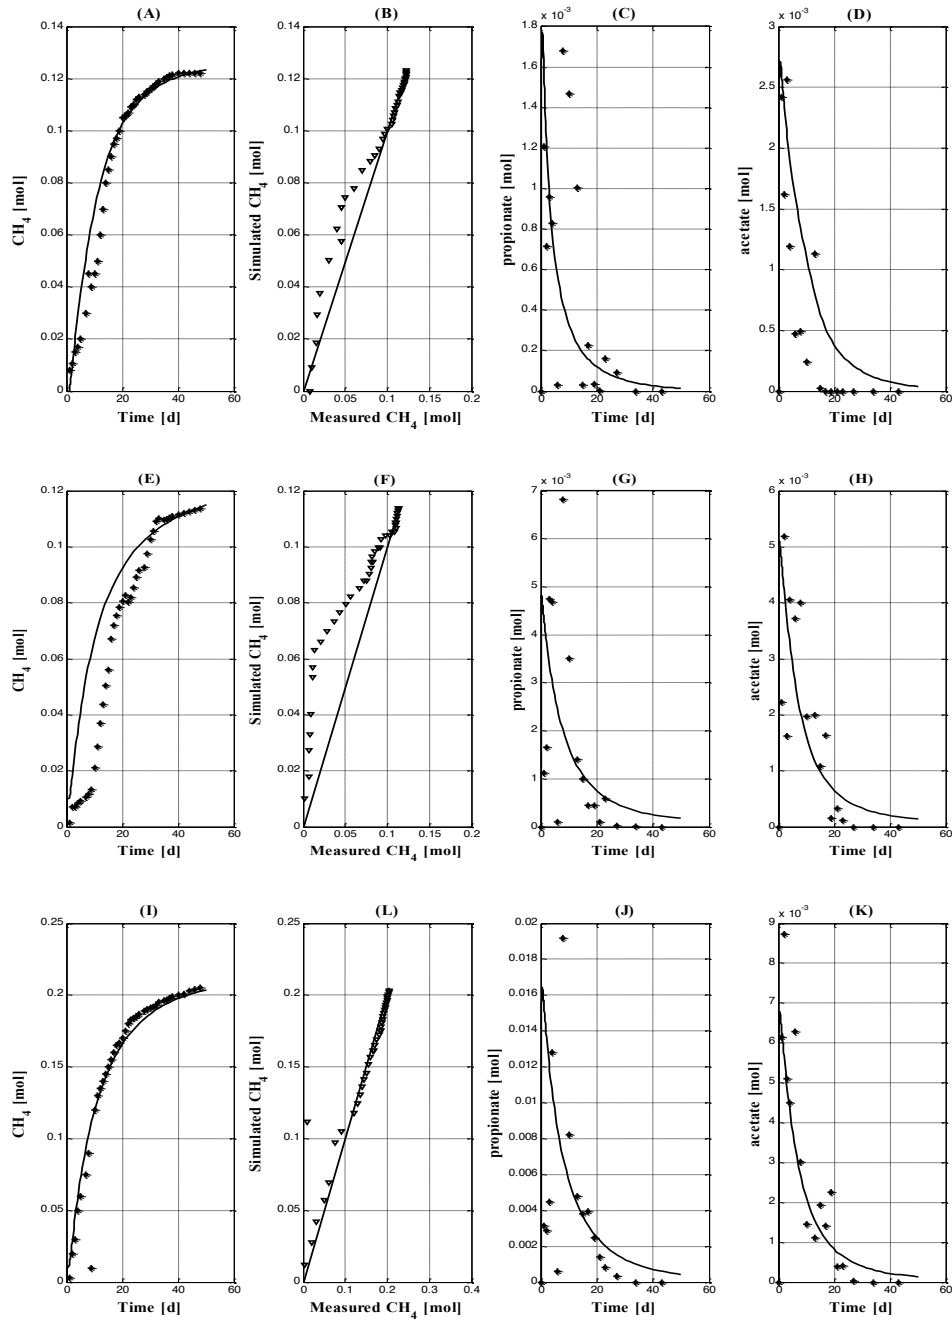 (A)
CH4 [mol]
0.14
0.12
0.1
0.08
0.06
0.04
0.02
0
0 20 40 60
Time [d]
(B)
Simulated CH4 [mol]
0.14
0.12
0.1
0.08
0.06
0.04
0.02
0
0 0.05 0.1 0.15 0.2
Measured CH4 [mol]
(C)
x 10-3
propionate [mol]
1.8
1.6
1.4
1.2
1
0.8
0.6
0.4
0.2
0
0 20 40 60
Time [d]
(D)
x 10-3
acetate [mol]
3
2.5
2
1.5
1
0.5
0
0 20 40 60
Time [d]
(E)
CH4 [mol]
0.12
0.1
0.08
0.06
0.04
0.02
0
0 20 40 60
Time [d]
(F)
Simulated CH4 [mol]
0.12
0.1
0.08
0.06
0.04
0.02
0
0 0.05 0.1 0.15 0.2
Measured CH4 [mol]
(G)
x 10-3
propionate [mol]
7
6
5
4
3
2
1
0
0 20 40 60
Time [d]
(H)
x 10-3
acetate [mol]
6
5
4
3
2
1
0
0 20 40 60
Time [d]
(I)
CH4 [mol]
0.25
0.2
0.15
0.1
0.05
0
0 20 40 60
Time [d]
(L)
Simulated CH4 [mol]
0.25
0.2
0.15
0.1
0.05
0
0 0.1 0.2 0.3 0.4
Measured CH4 [mol]
(J)
propionate [mol]
0.02
0.018
0.016
0.014
0.012
0.01
0.008
0.006
0.004
0.002
0
0 20 40 60
Time [d]
(K)
x 10-3
acetate [mol]
9
8
7
6
5
4
3
2
1
0
0 20 40 60
Time [d]